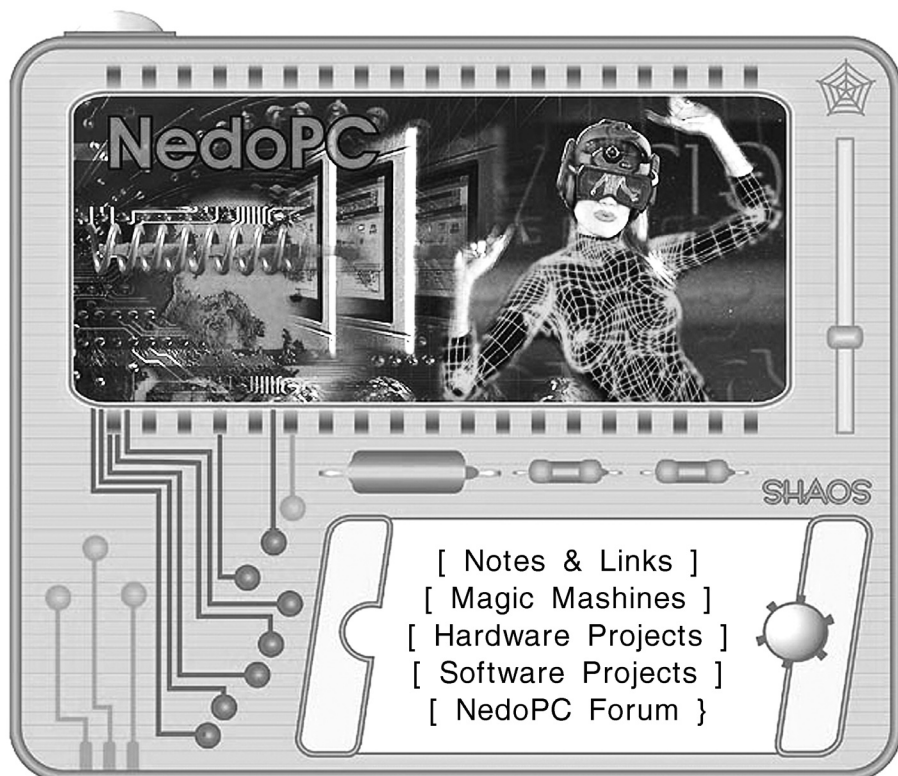 NedoPC
SHAOS
[ Notes & Links ]
[ Magic Mashines ]
[ Hardware Projects ]
[ Software Projects ]
[ NedoPC Forum }